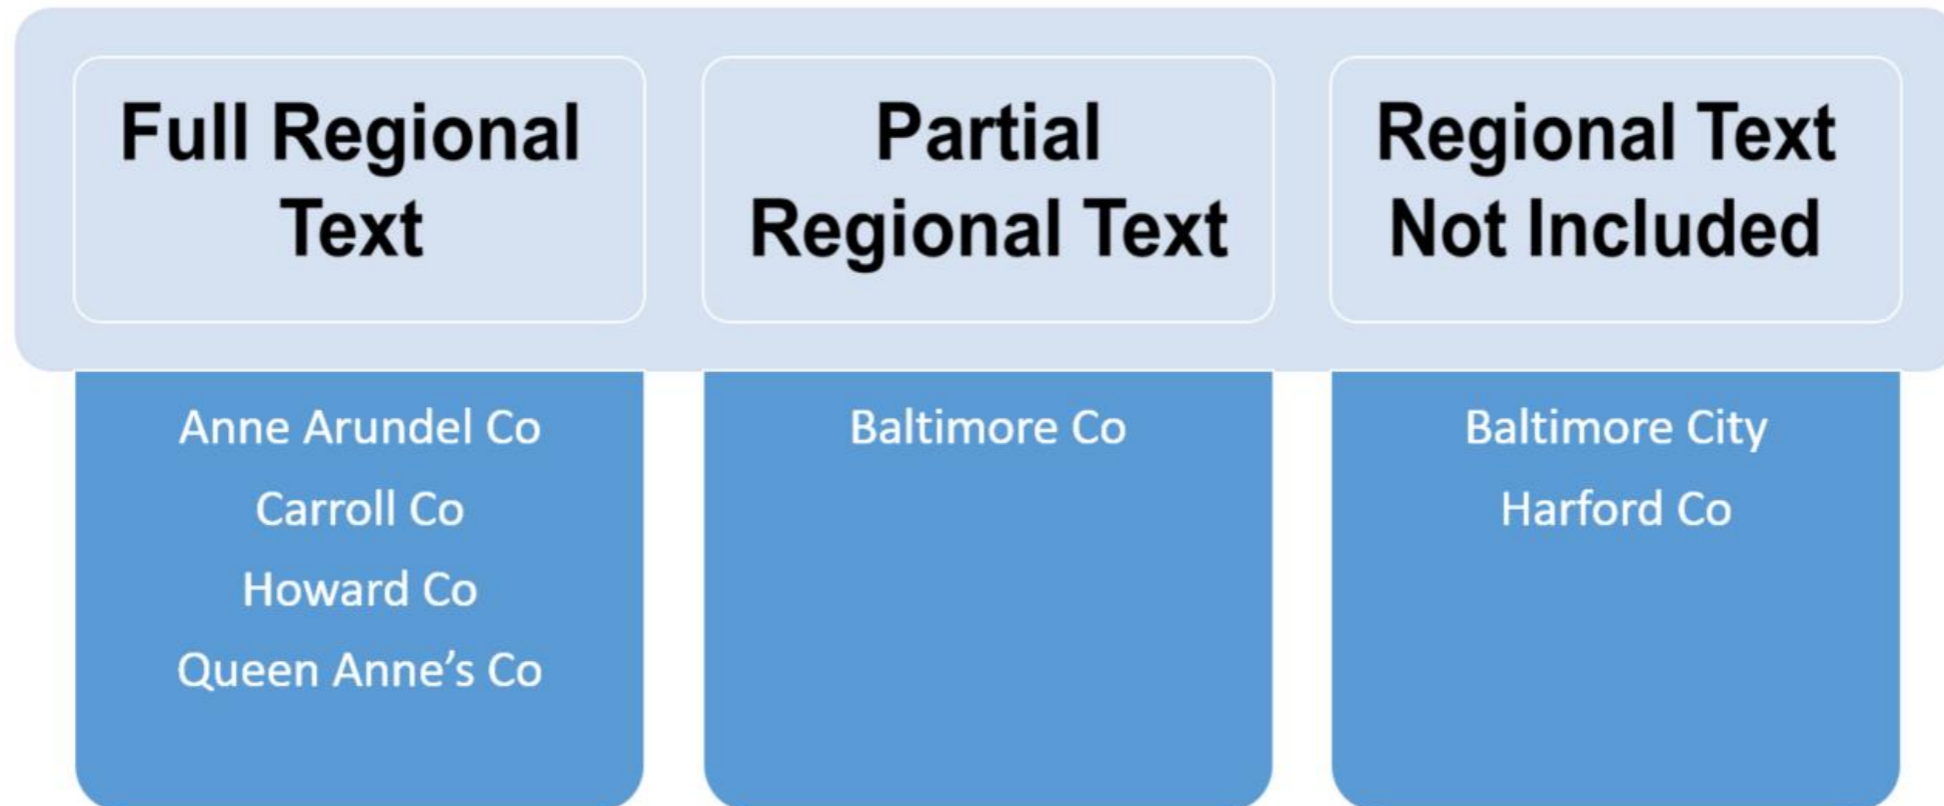 Full Regional
Text
Anne Arundel Co
Carroll Co
Howard Co
Queen Anne’s Co
Partial
Regional Text
Baltimore Co
Regional Text
Not Included
Baltimore City
Harford Co